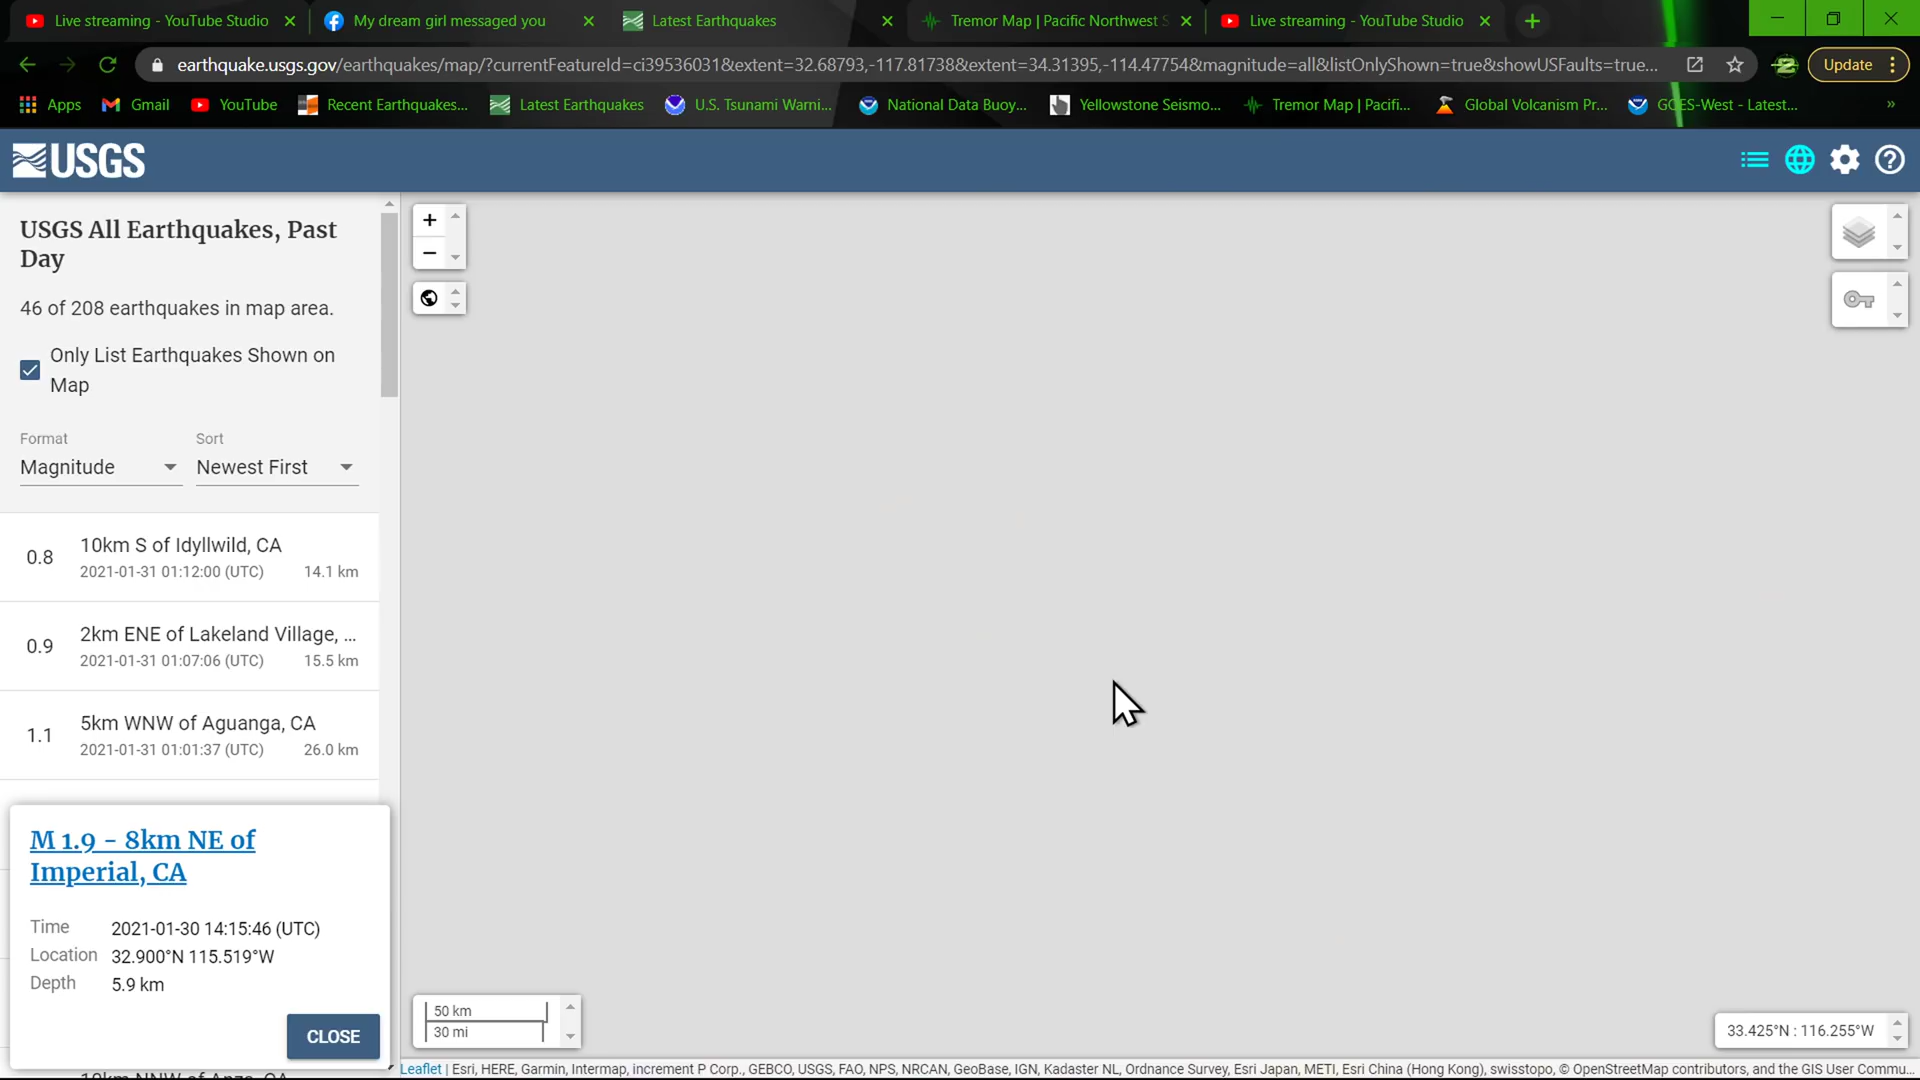 Live streaming - YouTube Studio
My dream girl messaged you
Latest Earthquakes
Tremor Map | Pacific Northwest S
Live streaming - YouTube Studio
earthquake.usgs.gov/earthquakes/map/?currentFeatureId=ci39536031&extent=32.68793,-117.81738&extent=34.31395,-114.47754&magnitude=all&listOnlyShown=true&showUSFaults=true...
Update
Apps
Gmail
YouTube
Recent Earthquakes...
Latest Earthquakes
U.S. Tsunami Warni...
National Data Buoy...
Yellowstone Seismo...
Tremor Map | Pacifi...
Global Volcanism Pr...
GOES-West - Latest...
»
USGS
USGS All Earthquakes, Past
Day
46 of 208 earthquakes in map area.
Only List Earthquakes Shown on
Map
Format
Sort
Magnitude
Newest First
0.8
10km S of Idyllwild, CA
2021-01-31 01:12:00 (UTC)
14.1 km
0.9
2km ENE of Lakeland Village, ...
2021-01-31 01:07:06 (UTC)
15.5 km
1.1
5km WNW of Aguanga, CA
2021-01-31 01:01:37 (UTC)
26.0 km
M 1.9 - 8km NE of
Imperial, CA
Time
2021-01-30 14:15:46 (UTC)
Location
32.900°N 115.519°W
Depth
5.9 km
CLOSE
10km NNW of Anza, CA
+
−
50 km
30 mi
33.425°N : 116.255°W
Leaflet | Esri, HERE, Garmin, Intermap, increment P Corp., GEBCO, USGS, FAO, NPS, NRCAN, GeoBase, IGN, Kadaster NL, Ordnance Survey, Esri Japan, METI, Esri China (Hong Kong), swisstopo, © OpenStreetMap contributors, and the GIS User Commu...